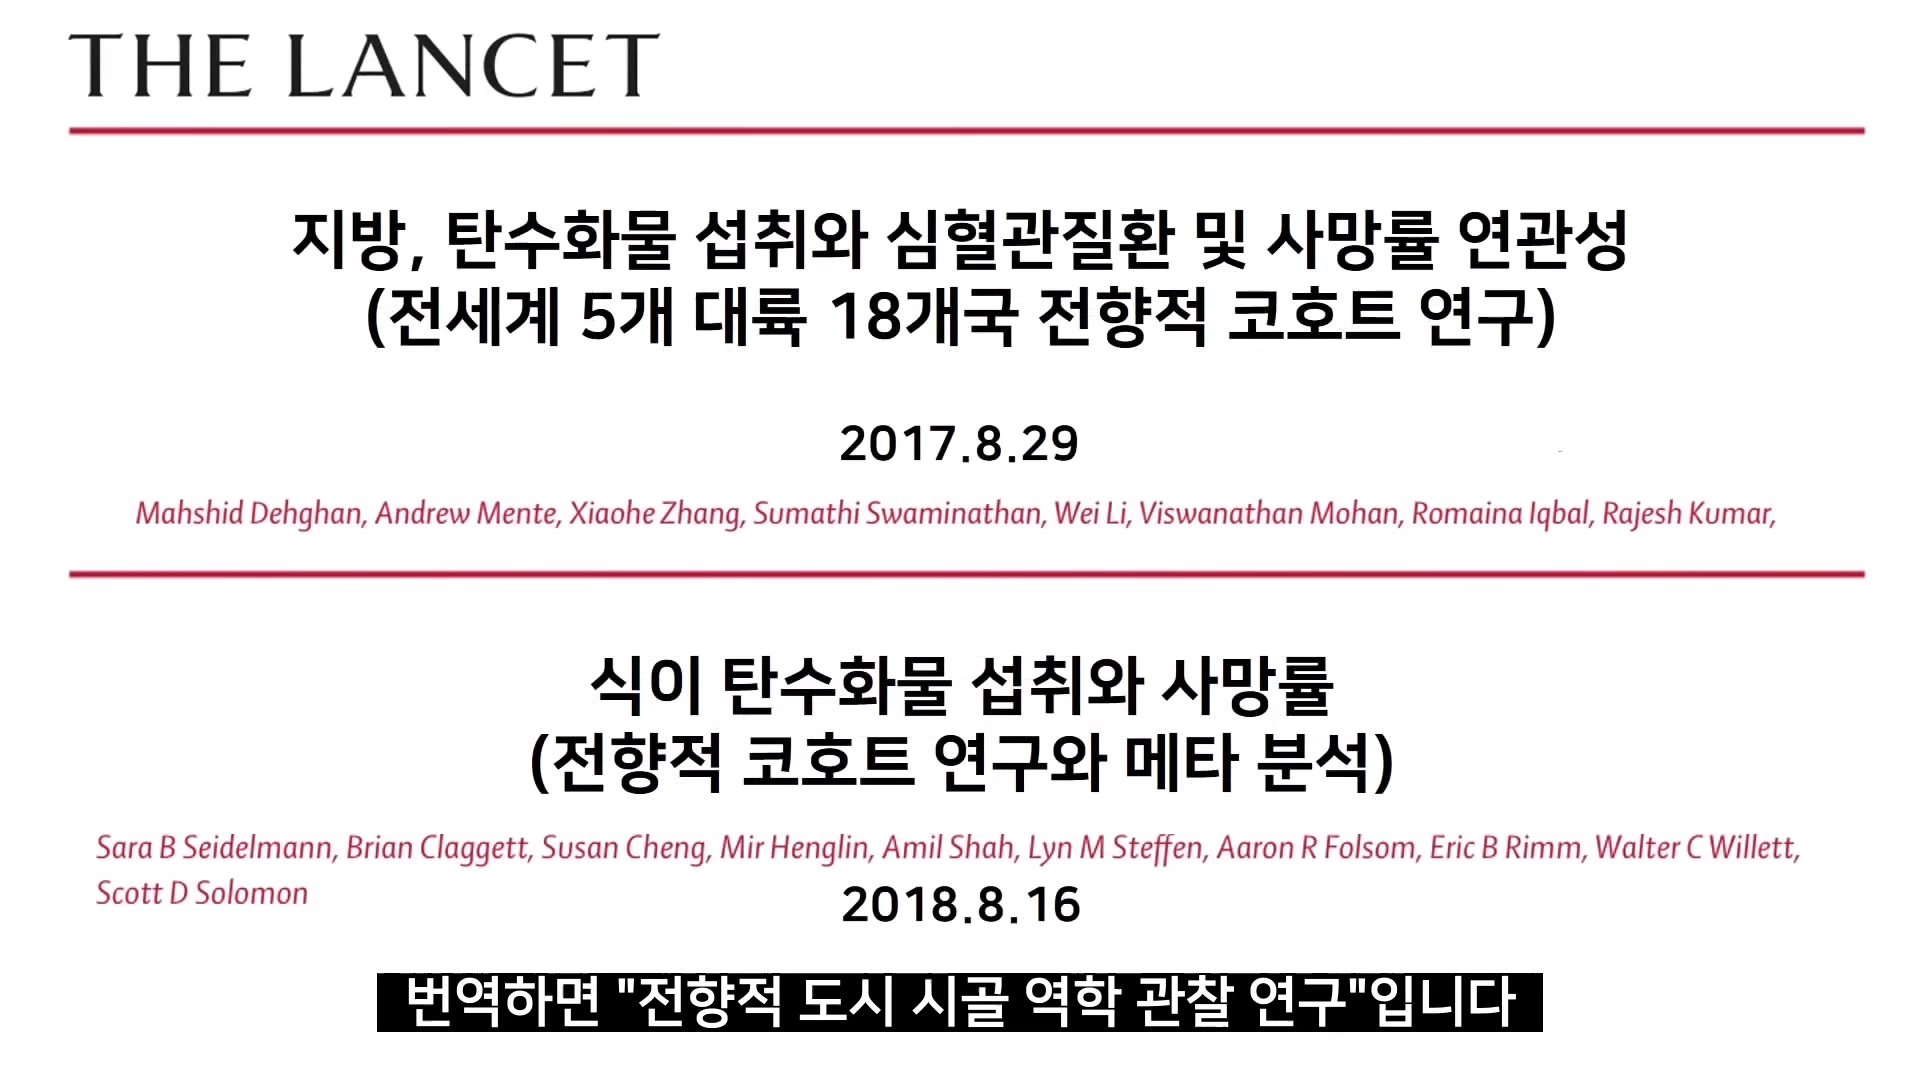 THE LANCET
지방, 탄수화물 섭취와 심혈관질환 및 사망률 연관성
(전세계 5개 대륙 18개국 전향적 코호트 연구)
2017.8.29
Mahshid Dehghan, Andrew Mente, Xiaohe Zhang, Sumathi Swaminathan, Wei Li, Viswanathan Mohan, Romaina Iqbal, Rajesh Kumar,
식이 탄수화물 섭취와 사망률
(전향적 코호트 연구와 메타 분석)
Sara B Seidelmann, Brian Claggett, Susan Cheng, Mir Henglin, Amil Shah, Lyn M Steffen, Aaron R Folsom, Eric B Rimm, Walter C Willett,
Scott D Solomon
2018.8.16
번역하면 "전향적 도시 시골 역학 관찰 연구"입니다